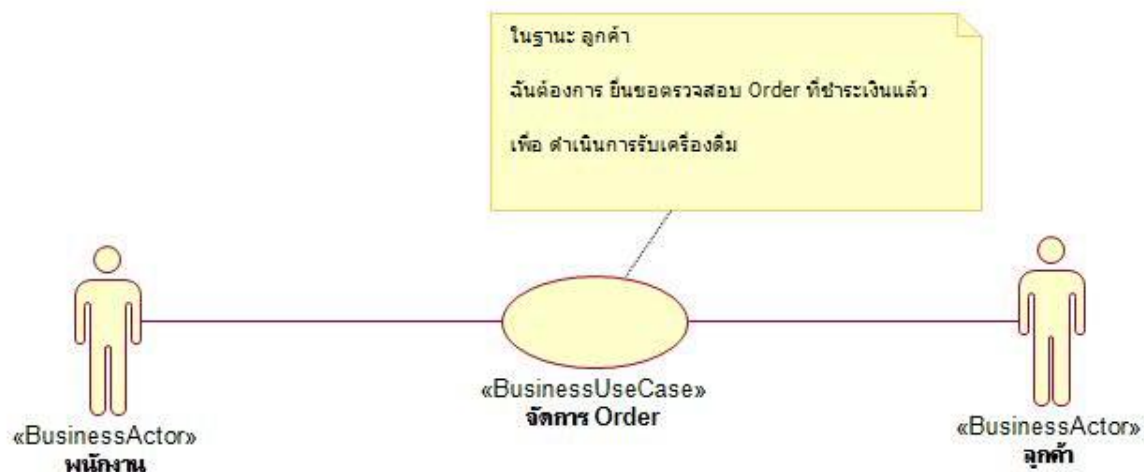 ในฐานะ ลูกค้า
ฉันต้องการ ยื่นขอตรวจสอบ Order ที่ชำระเงินแล้ว
เพื่อ ดำเนินการรับเครื่องดื่ม
«BusinessUseCase»
จัดการ Order
«BusinessActor»
พนักงาน
«BusinessActor»
ลูกค้า